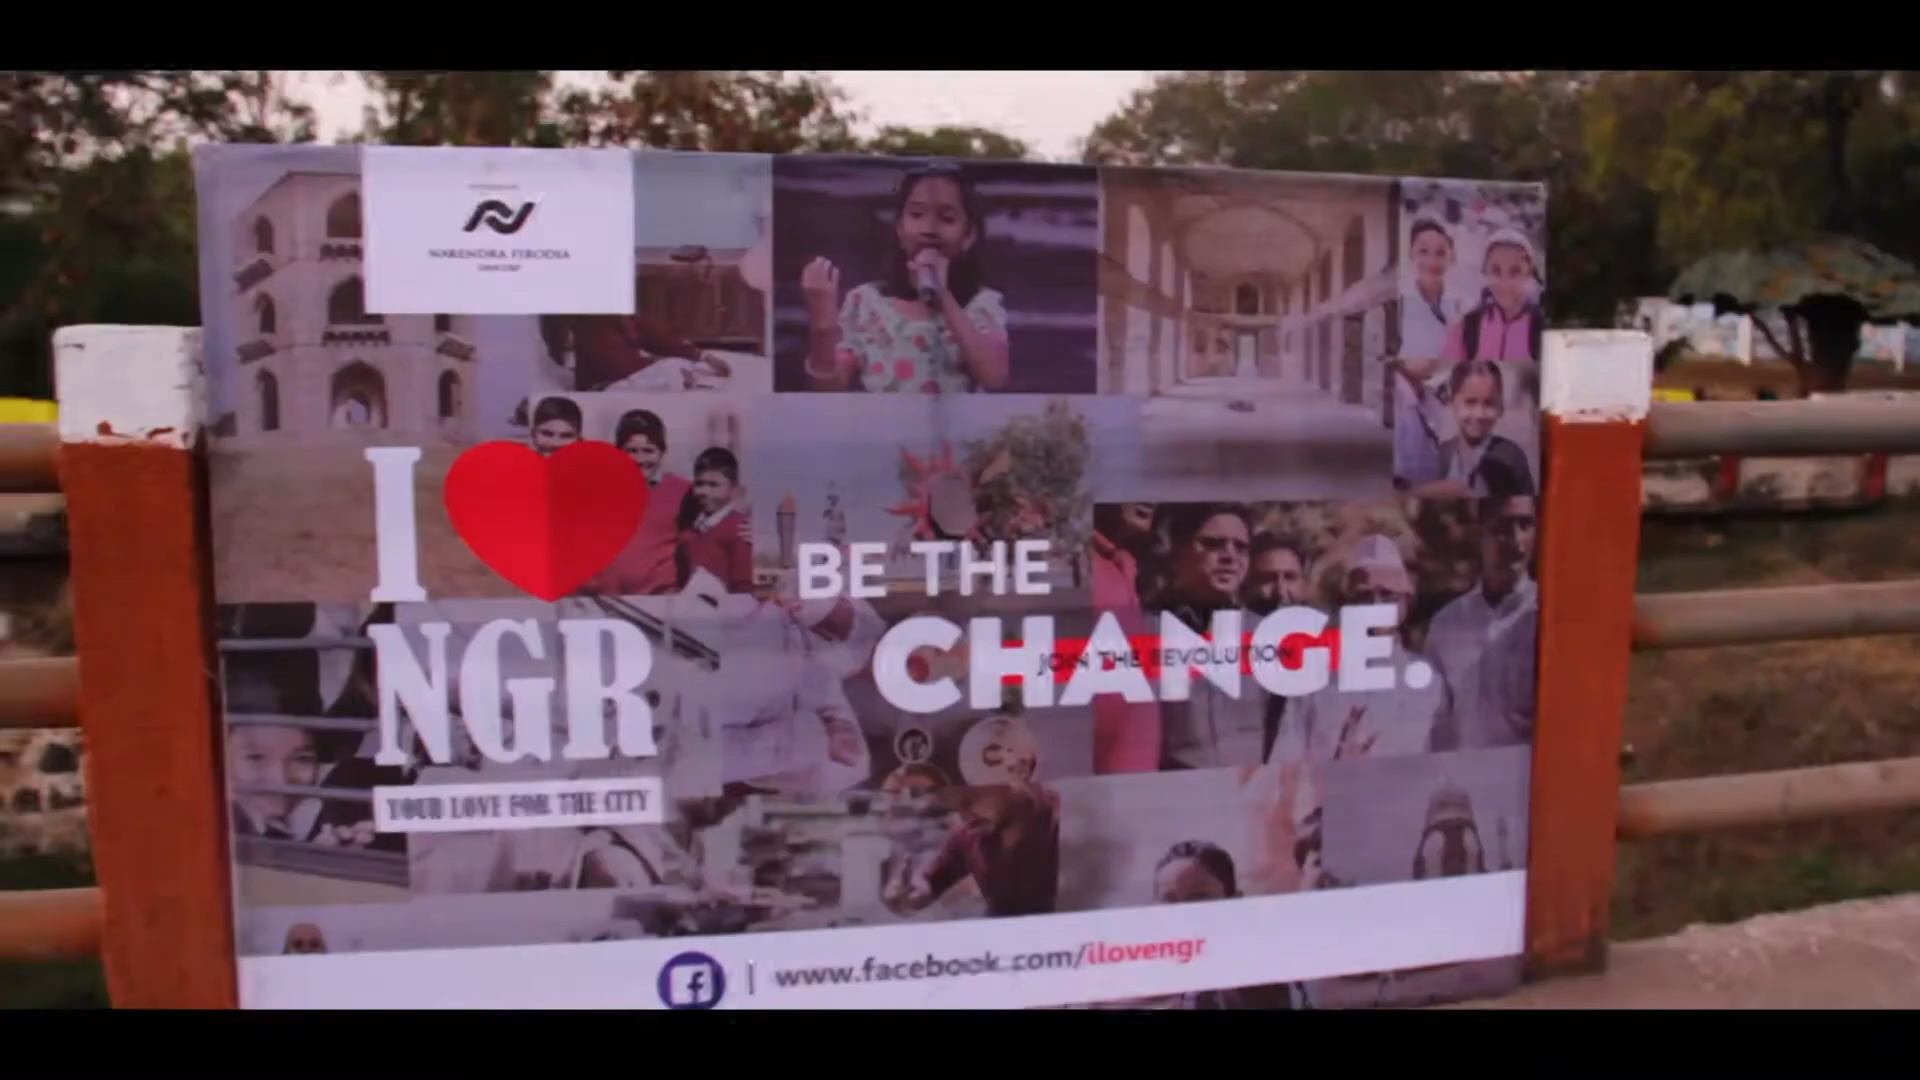 NARENDRA FIRODIA
I ❤
NGR
YOUR LOVE FOR THE CITY
BE THE
CHANGE.
JOIN THE REVOLUTION
f | www.facebook.com/ilovengr